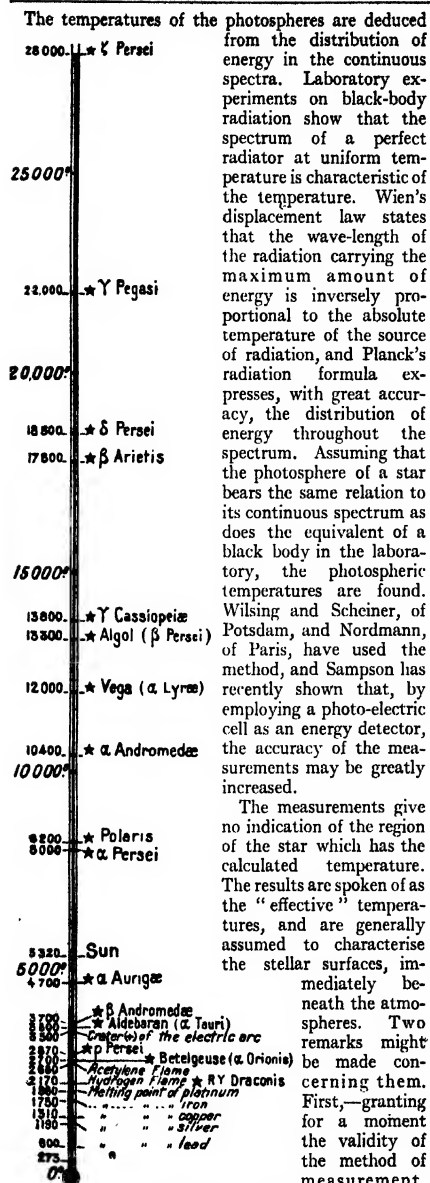 The temperatures of the photospheres are deduced
from the distribution of
energy in the continuous
spectra. Laboratory ex-
periments on black-body
radiation show that the
spectrum of a perfect
radiator at uniform tem-
perature is characteristic of
the temperature. Wien's
displacement law states
that the wave-length of
the radiation carrying the
maximum amount of
energy is inversely pro-
portional to the absolute
temperature of the source
of radiation, and Planck's
radiation formula ex-
presses, with great accur-
acy, the distribution of
energy throughout the
spectrum. Assuming that
the photosphere of a star
bears the same relation to
its continuous spectrum as
does the equivalent of a
black body in the labora-
tory, the photospheric
temperatures are found.
Wilsing and Scheiner, of
Potsdam, and Nordmann,
of Paris, have used the
method, and Sampson has
recently shown that, by
employing a photo-electric
cell as an energy detector,
the accuracy of the mea-
surements may be greatly
increased.
The measurements give
no indication of the region
of the star which has the
calculated temperature.
The results are spoken of as
the "effective" tempera-
tures, and are generally
assumed to characterise
the stellar surfaces, im-
mediately be-
neath the atmo-
spheres. Two
remarks might
be made con-
cerning them.
First,—granting
for a moment
the validity of
the method of
measurement,
28000 ★ ζ Persei
25000°
22,000 ★ γ Pegasi
20,000°
★ δ Persei
★ β Arietis
15000°
13800 ★ γ Cassiopeiæ
13300 ★ Algol (β Persei)
12000 ★ Vega (α Lyræ)
10400 ★ α Andromedæ
10000°
8200 ★ Polaris
8000 ★ α Persei
5320 Sun
5000°
4700 ★ α Aurigæ
3700 ★ β Andromedæ
3500 ★ Aldebaran (α Tauri)
Crater(+) of the electric arc
2870 ★ ρ Persei
2700 ★ Betelgeuse (α Orionis)
Acetylene Flame
2170 Hydrogen Flame ★ RY Draconis
Melting point of platinum
1750 " " " iron
1310 " " " copper
1190 " " " silver
600 " " " lead
273
0°